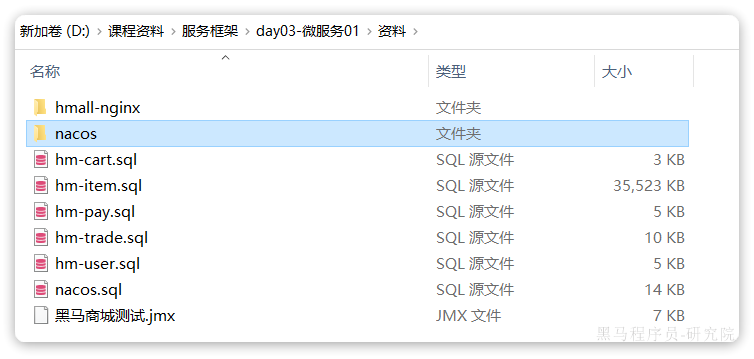 新加卷 (D:) › 课程资料 › 服务框架 › day03-微服务01 › 资料 ›
名称 类型 大小
hmall-nginx 文件夹
nacos 文件夹
hm-cart.sql SQL 源文件 3 KB
hm-item.sql SQL 源文件 35,523 KB
hm-pay.sql SQL 源文件 5 KB
hm-trade.sql SQL 源文件 10 KB
hm-user.sql SQL 源文件 5 KB
nacos.sql SQL 源文件 14 KB
黑马商城测试.jmx JMX 文件 7 KB
黑马程序员-研究院